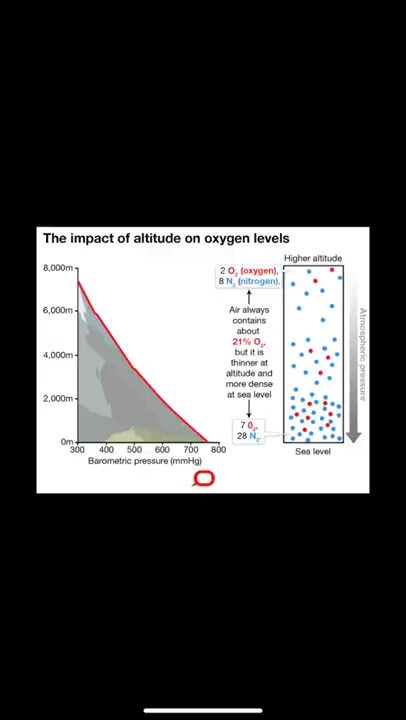 The impact of altitude on oxygen levels
8,000m
6,000m
4,000m
2,000m
0m
300 400 500 600 700 800
Barometric pressure (mmHg)
2 O₂ (oxygen),
8 N₂ (nitrogen).
Air always
contains
about
21% O₂,
but it is
thinner at
altitude and
more dense
at sea level
7 O₂,
28 N₂.
Higher altitude
Sea level
Atmospheric pressure